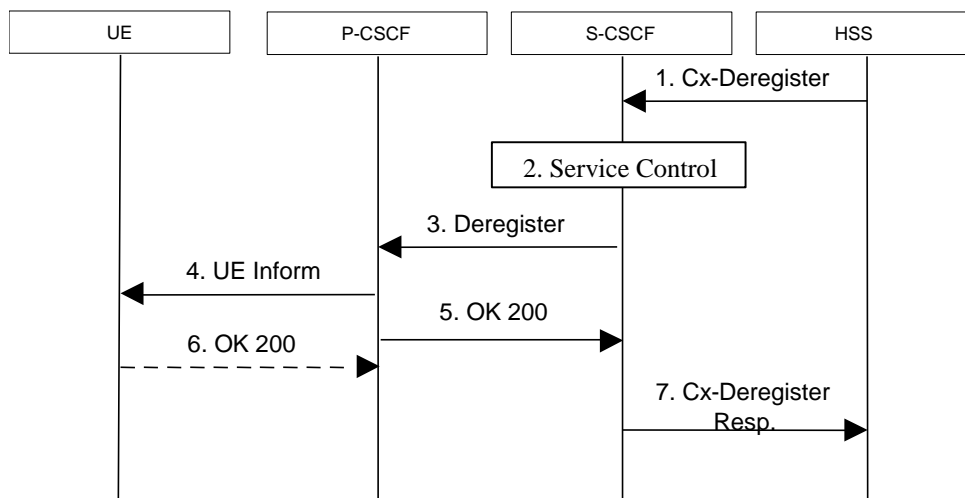 UE
P-CSCF
S-CSCF
HSS
1. Cx-Deregister
2. Service Control
3. Deregister
4. UE Inform
5. OK 200
6. OK 200
7. Cx-Deregister
Resp.